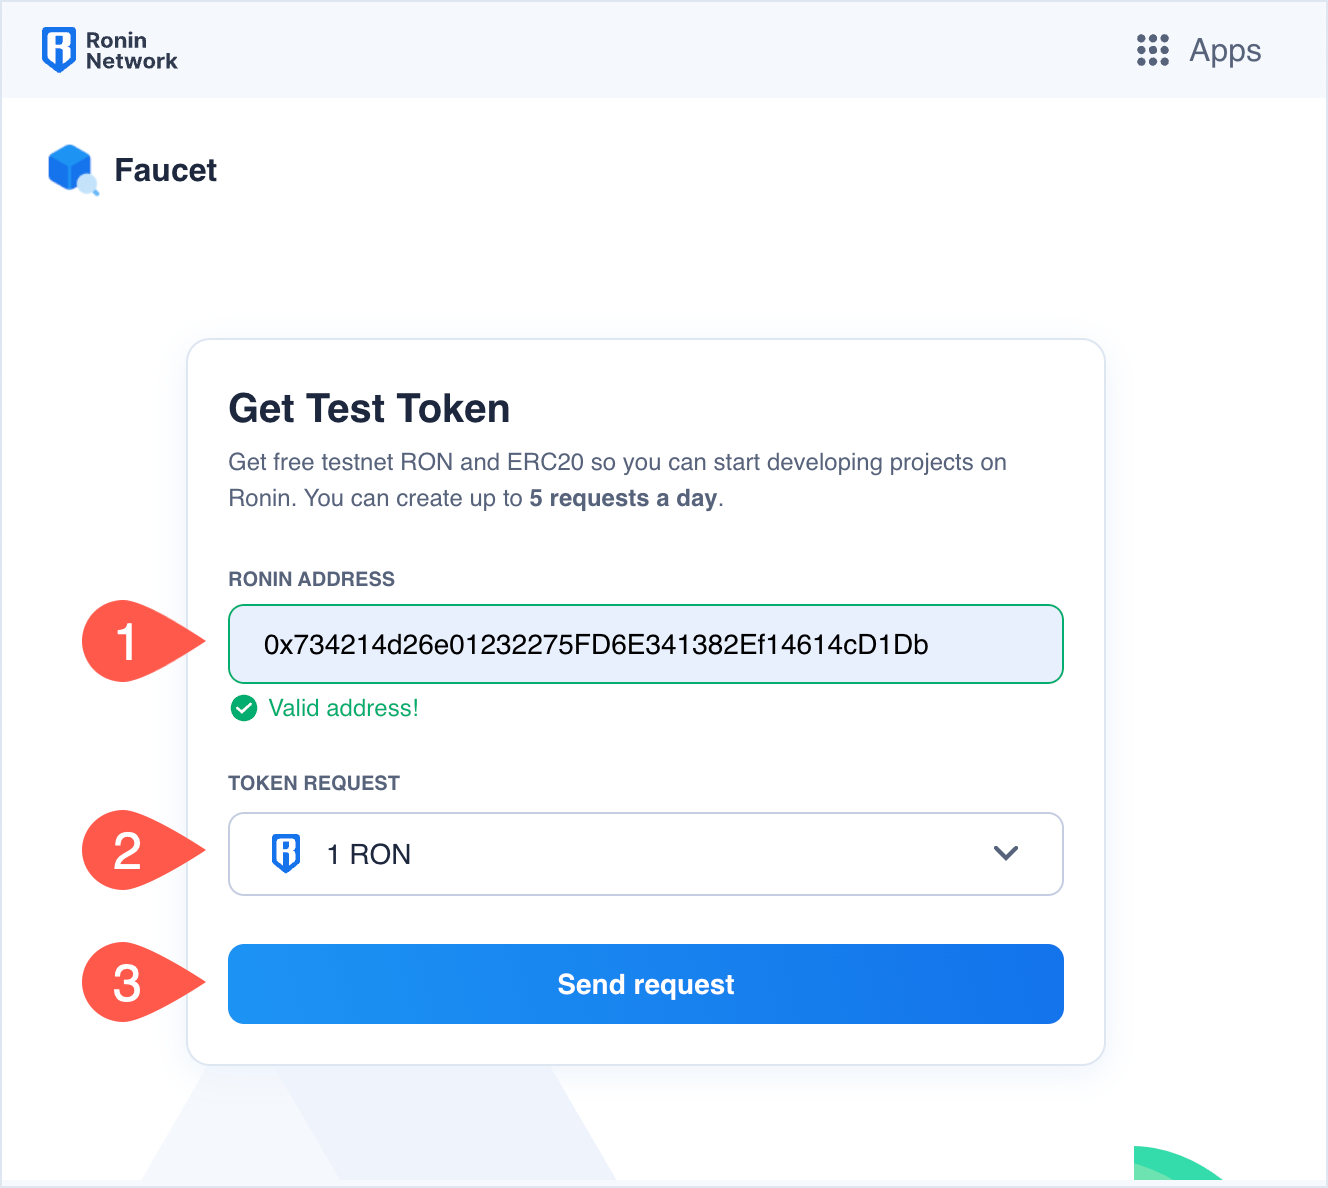 Ronin
Network
Apps
Faucet
Get Test Token
Get free testnet RON and ERC20 so you can start developing projects on
Ronin. You can create up to 5 requests a day.
RONIN ADDRESS
1
0x734214d26e01232275FD6E341382Ef14614cD1Db
Valid address!
TOKEN REQUEST
2
1 RON
3
Send request